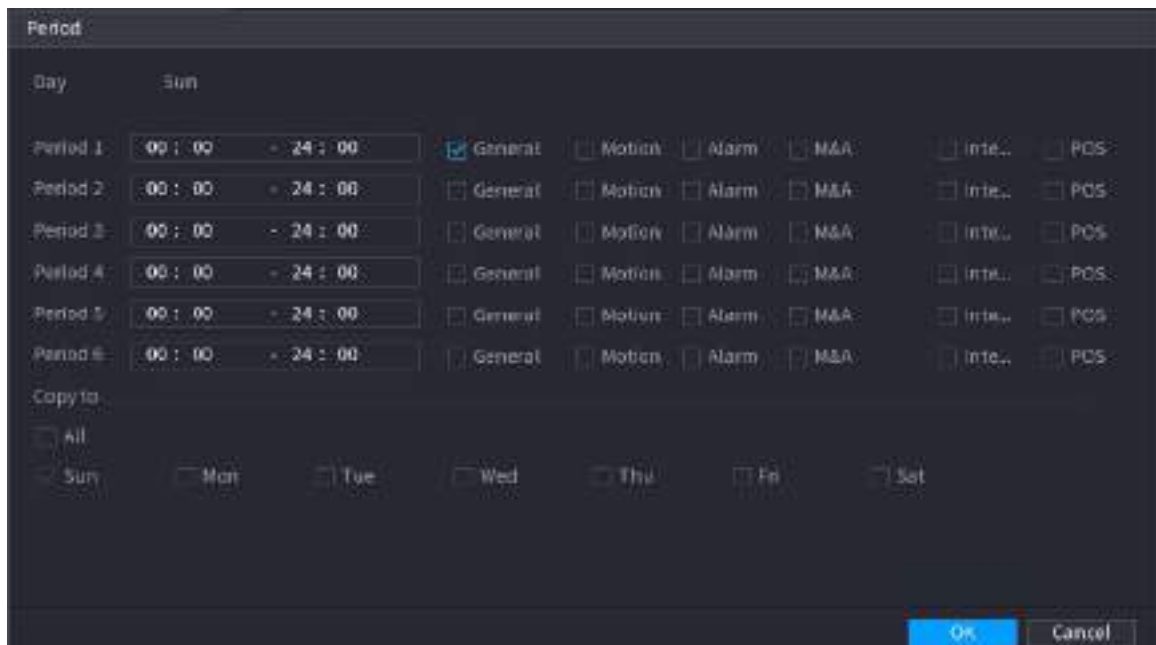 Period
Day Sun
Period 1 00 : 00 - 24 : 00 General Motion Alarm M&A Inte... POS
Period 2 00 : 00 - 24 : 00 General Motion Alarm M&A Inte... POS
Period 3 00 : 00 - 24 : 00 General Motion Alarm M&A Inte... POS
Period 4 00 : 00 - 24 : 00 General Motion Alarm M&A Inte... POS
Period 5 00 : 00 - 24 : 00 General Motion Alarm M&A Inte... POS
Period 6 00 : 00 - 24 : 00 General Motion Alarm M&A Inte... POS
Copy to
All
Sun Mon Tue Wed Thu Fri Sat
OK Cancel